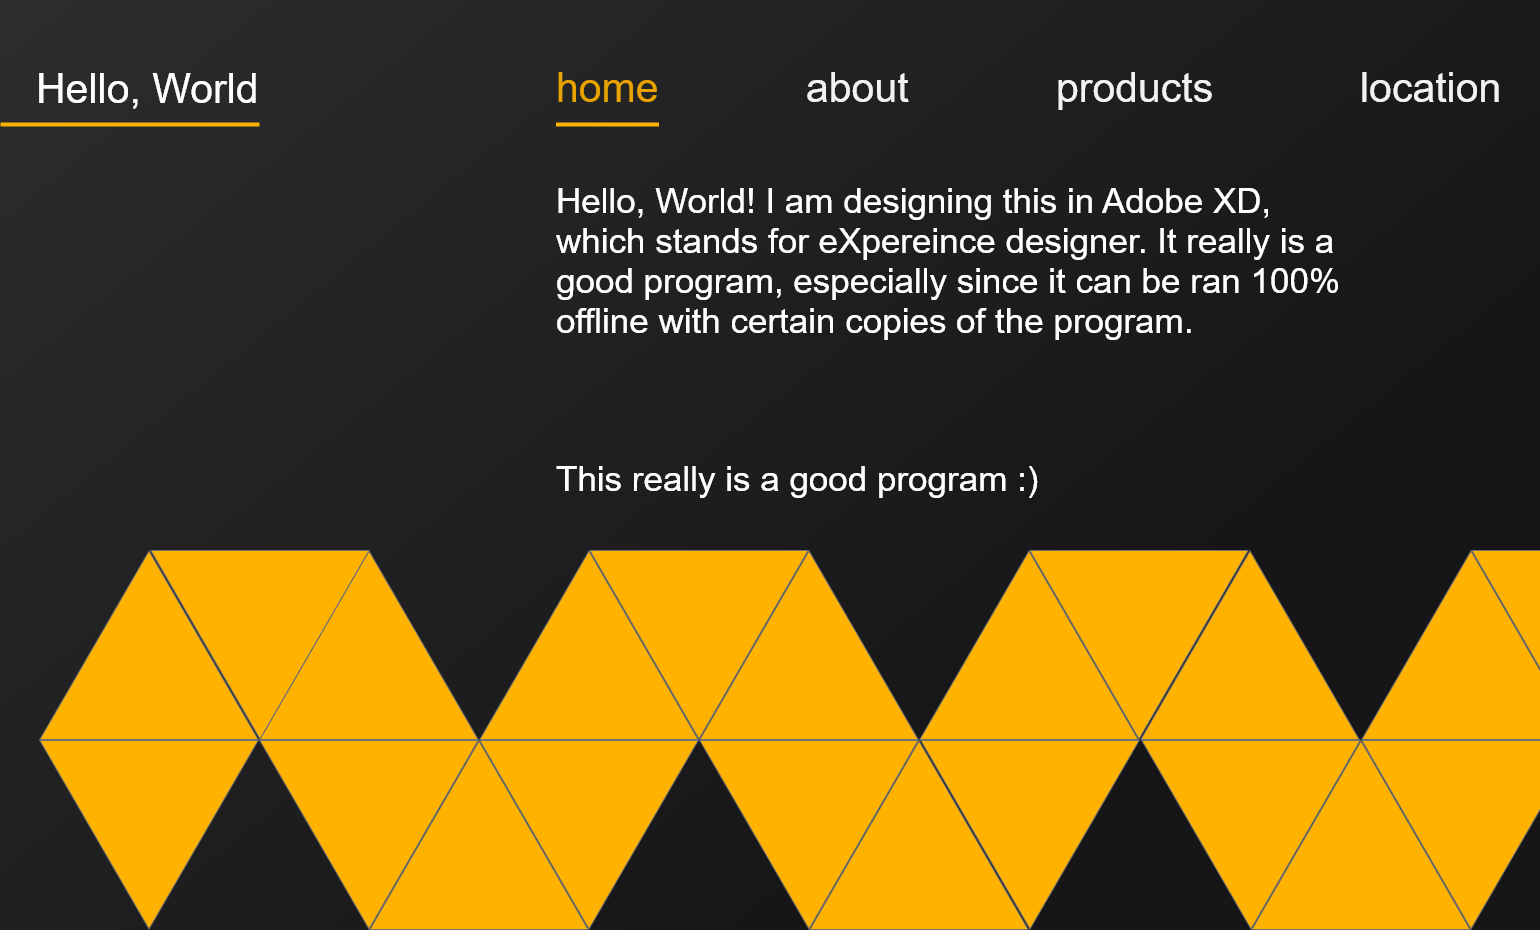 Hello, World
home
about
products
location
Hello, World! I am designing this in Adobe XD,
which stands for eXpereince designer. It really is a
good program, especially since it can be ran 100%
offline with certain copies of the program.
This really is a good program :)